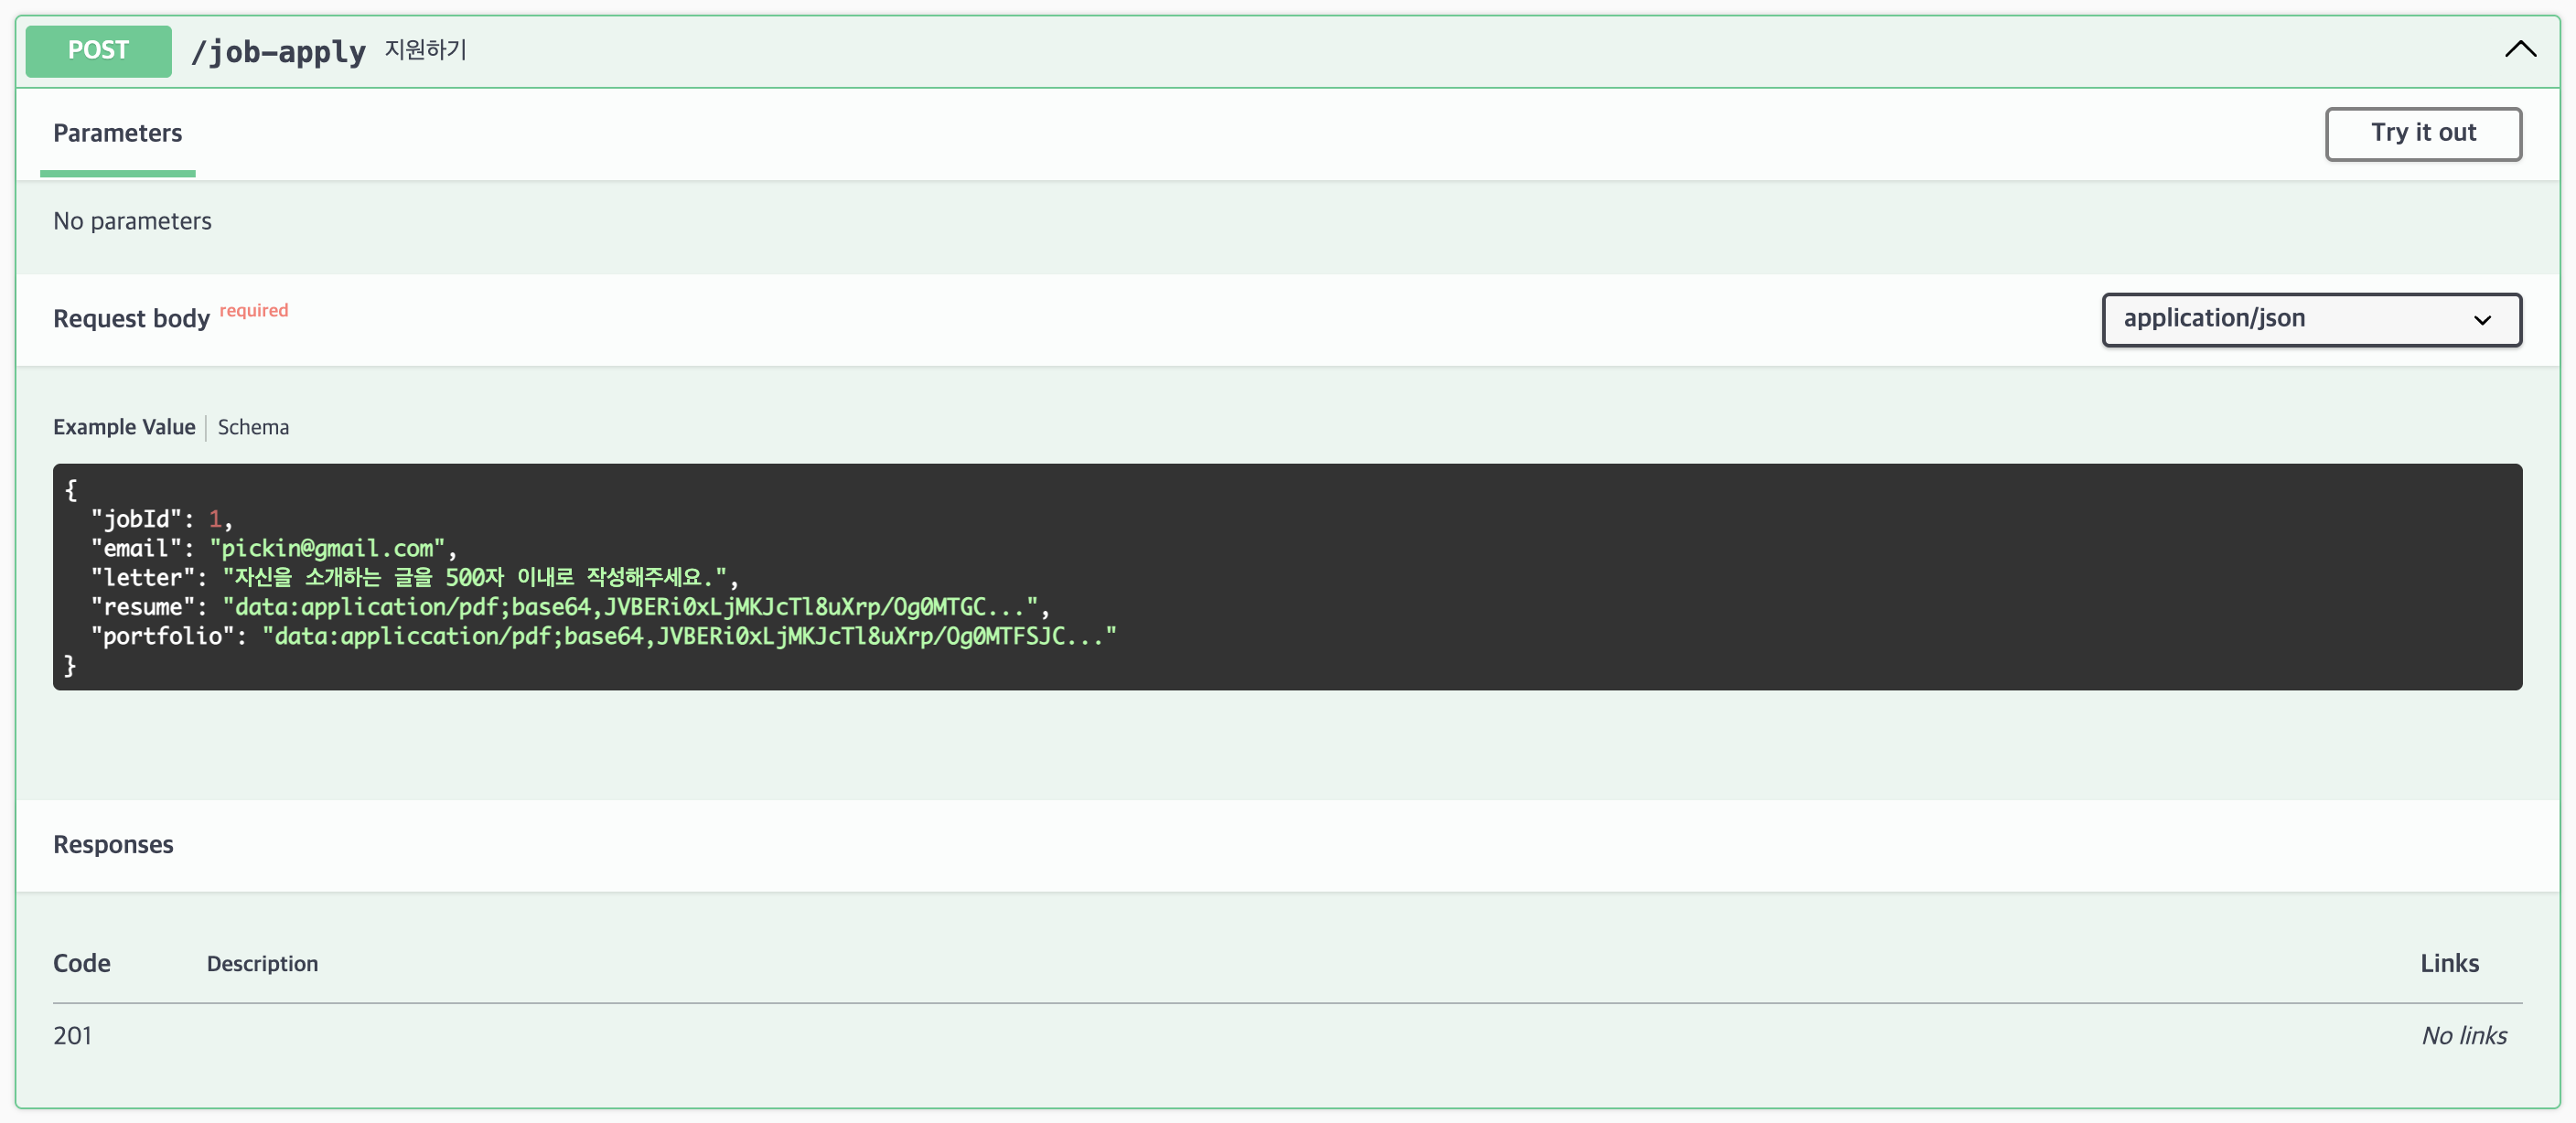 POST /job-apply 지원하기
Parameters
Try it out
No parameters
Request body required
application/json
Example Value | Schema
{
  "jobId": 1,
  "email": "pickin@gmail.com",
  "letter": "자신을 소개하는 글을 500자 이내로 작성해주세요.",
  "resume": "data:application/pdf;base64,JVBERi0xLjMKJcTl8uXrp/Og0MTGC...",
  "portfolio": "data:appliccation/pdf;base64,JVBERi0xLjMKJcTl8uXrp/Og0MTFSJC..."
}
Responses
Code Description Links
201 No links